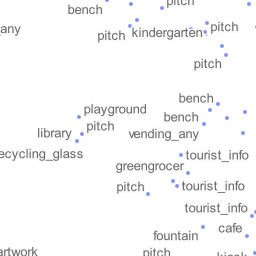 pitch
bench
_any
pitch
kindergarten
pitch
pitch
bench
playground
bench
pitch
library
vending_any
ecycling_glass
tourist_info
greengrocer
pitch
tourist_info
tourist_info
cafe
fountain
artwork
pitch
kiosk